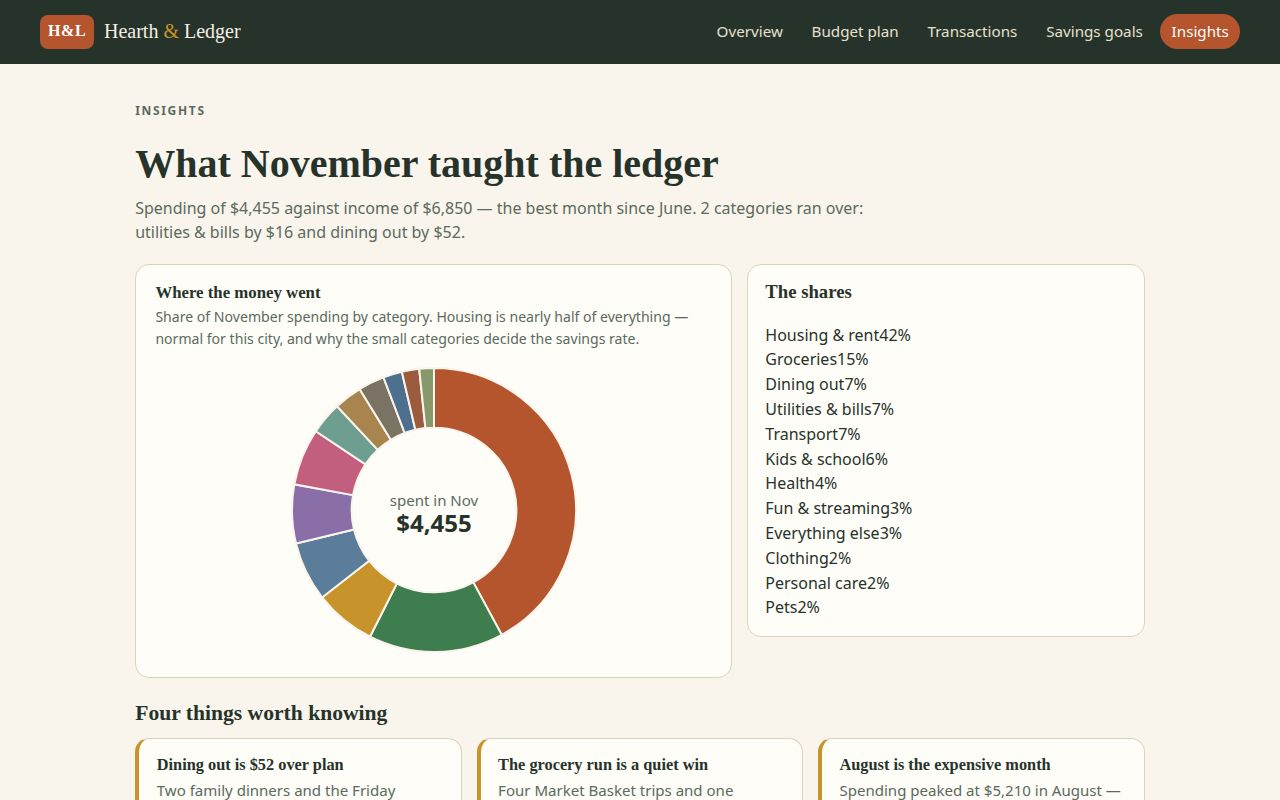 H&L Hearth & Ledger
Overview Budget plan Transactions Savings goals Insights
INSIGHTS
What November taught the ledger
Spending of $4,455 against income of $6,850 — the best month since June. 2 categories ran over:
utilities & bills by $16 and dining out by $52.
Where the money went
Share of November spending by category. Housing is nearly half of everything —
normal for this city, and why the small categories decide the savings rate.
spent in Nov
$4,455
The shares
Housing & rent42%
Groceries15%
Dining out7%
Utilities & bills7%
Transport7%
Kids & school6%
Health4%
Fun & streaming3%
Everything else3%
Clothing2%
Personal care2%
Pets2%
Four things worth knowing
Dining out is $52 over plan
Two family dinners and the Friday
The grocery run is a quiet win
Four Market Basket trips and one
August is the expensive month
Spending peaked at $5,210 in August —